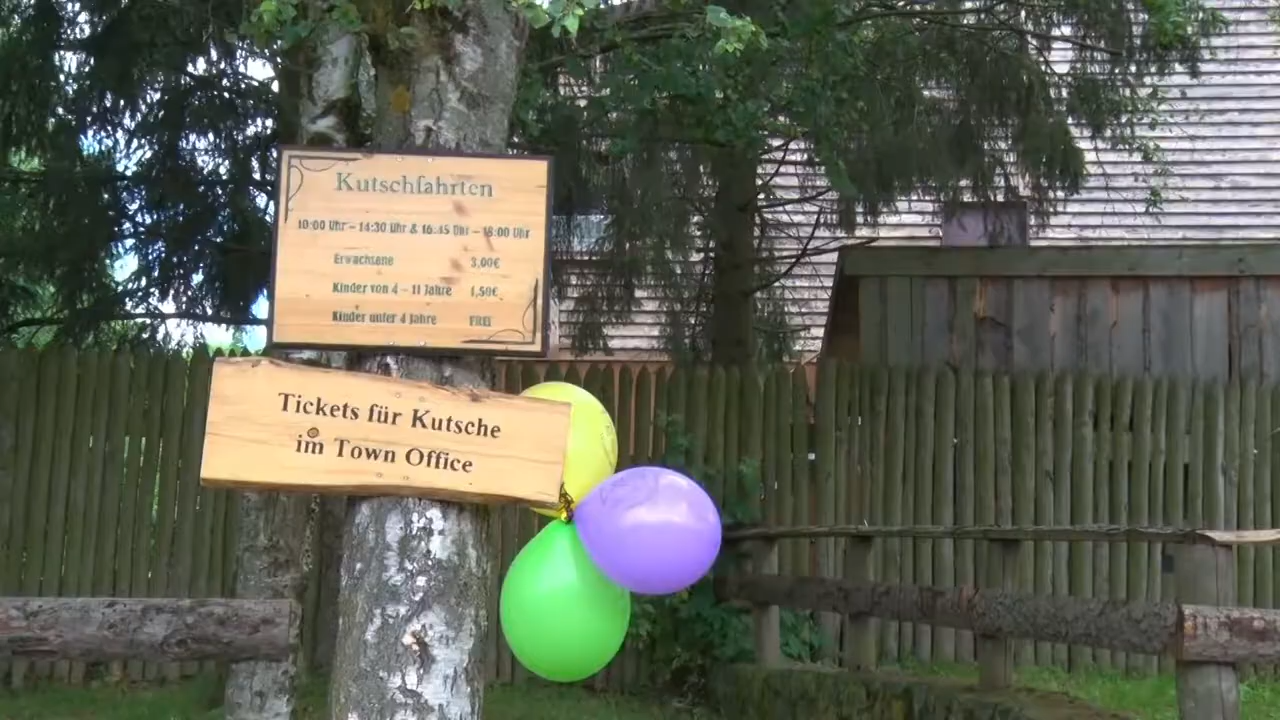 Kutschfahrten
10:00 Uhr – 14:30 Uhr & 16:45 Uhr – 18:00 Uhr
Erwachsene 3,00€
Kinder von 4 – 11 Jahre 1,50€
Kinder unter 4 Jahre FREI
Tickets für Kutsche
im Town Office